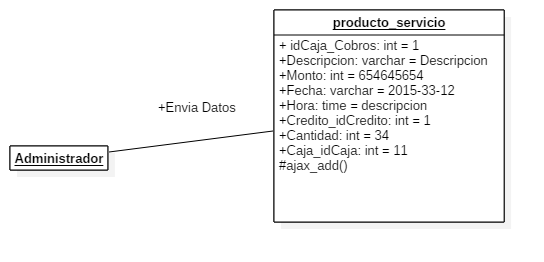 producto_servicio
+ idCaja_Cobros: int = 1
+Descripcion: varchar = Descripcion
+Monto: int = 654645654
+Fecha: varchar = 2015-33-12
+Hora: time = descripcion
+Credito_idCredito: int = 1
+Cantidad: int = 34
+Caja_idCaja: int = 11
#ajax_add()
+Envia Datos
Administrador